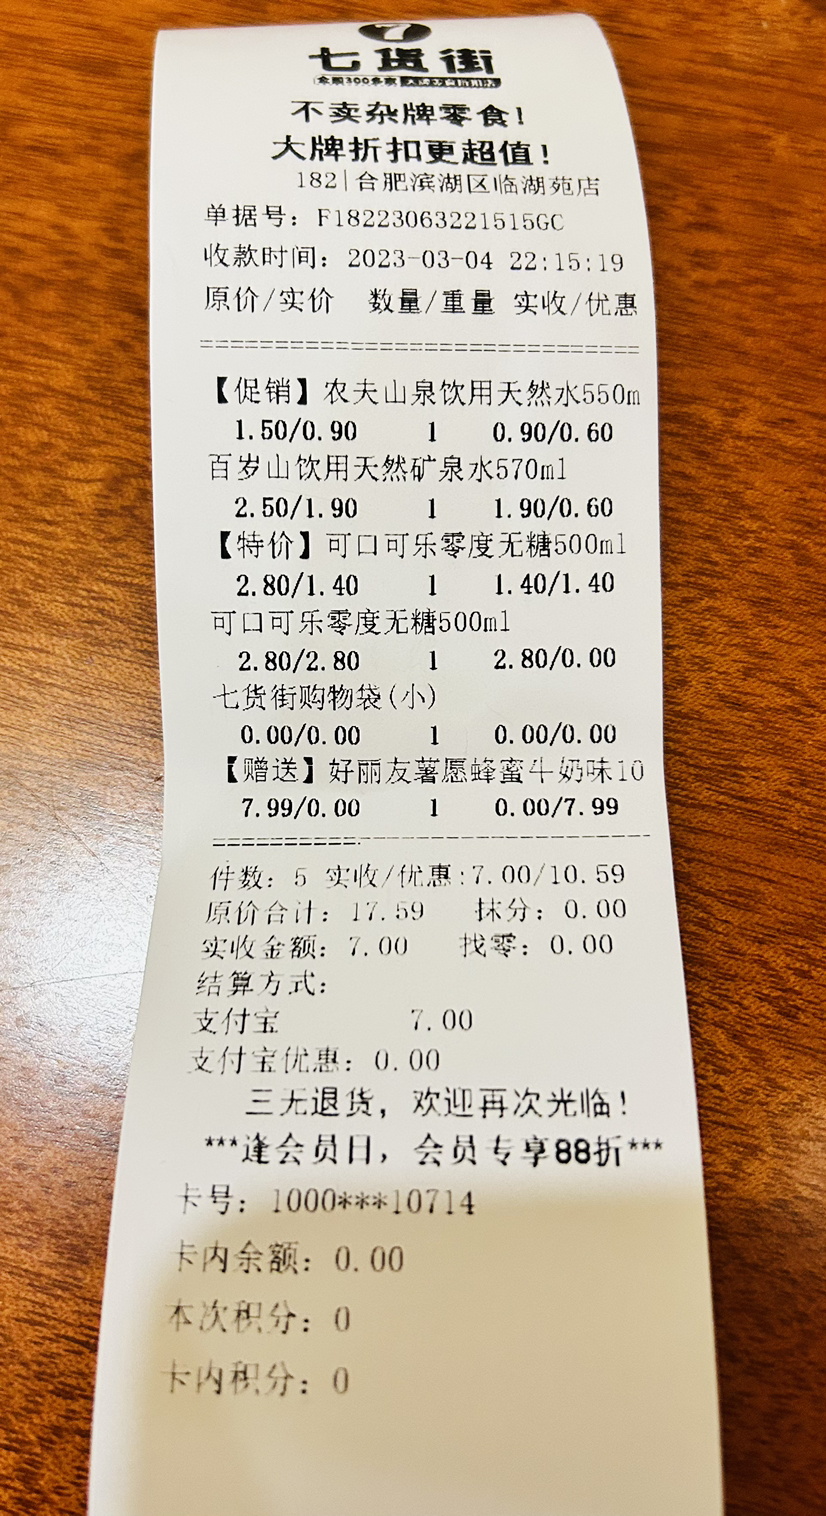 7
七货街
不卖杂牌零食!
大牌折扣更超值!
182|合肥滨湖区临湖苑店
单据号: F18223063221515GC
收款时间: 2023-03-04 22:15:19
原价/实价 数量/重量 实收/优惠
================================
【促销】农夫山泉饮用天然水550m
1.50/0.90 1 0.90/0.60
百岁山饮用天然矿泉水570ml
2.50/1.90 1 1.90/0.60
【特价】可口可乐零度无糖500ml
2.80/1.40 1 1.40/1.40
可口可乐零度无糖500ml
2.80/2.80 1 2.80/0.00
七货街购物袋(小)
0.00/0.00 1 0.00/0.00
【赠送】好丽友薯愿蜂蜜牛奶味10
7.99/0.00 1 0.00/7.99
================================
件数: 5 实收/优惠:7.00/10.59
原价合计: 17.59 抹分: 0.00
实收金额: 7.00 找零: 0.00
结算方式:
支付宝 7.00
支付宝优惠: 0.00
三无退货, 欢迎再次光临!
***逢会员日, 会员专享88折***
卡号: 1000***10714
卡内余额: 0.00
本次积分: 0
卡内积分: 0